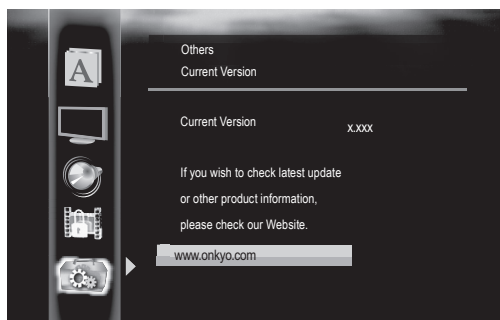 A
Others
Current Version
Current Version x.xxx
If you wish to check latest update
or other product information,
please check our Website.
www.onkyo.com